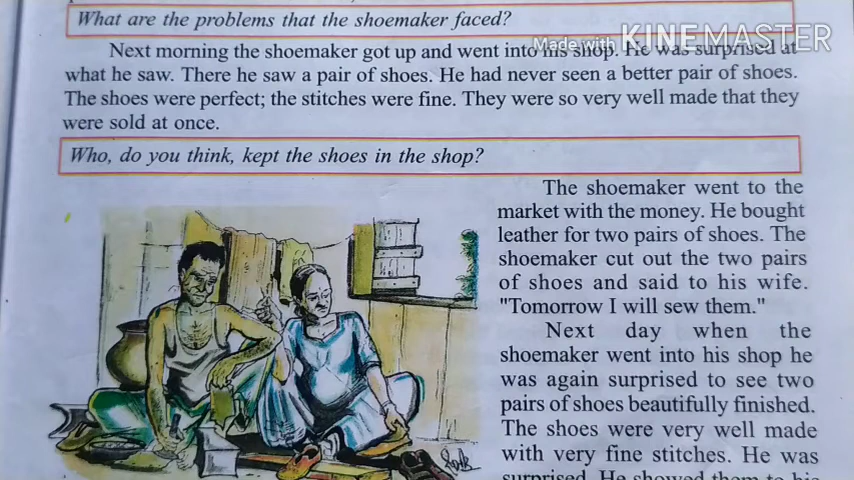 What are the problems that the shoemaker faced?
Made with KINEMASTER
Next morning the shoemaker got up and went into his shop. He was surprised at
what he saw. There he saw a pair of shoes. He had never seen a better pair of shoes.
The shoes were perfect; the stitches were fine. They were so very well made that they
were sold at once.
Who, do you think, kept the shoes in the shop?
The shoemaker went to the
market with the money. He bought
leather for two pairs of shoes. The
shoemaker cut out the two pairs
of shoes and said to his wife.
"Tomorrow I will sew them."
Next day when the
shoemaker went into his shop he
was again surprised to see two
pairs of shoes beautifully finished.
The shoes were very well made
with very fine stitches. He was
surprised. He showed them to his